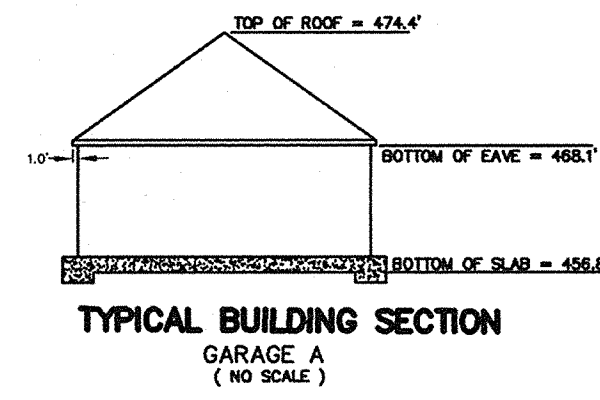 TOP OF ROOF = 474.4'
1.0'
BOTTOM OF EAVE = 468.1'
BOTTOM OF SLAB = 456.8
TYPICAL BUILDING SECTION
GARAGE A
( NO SCALE )